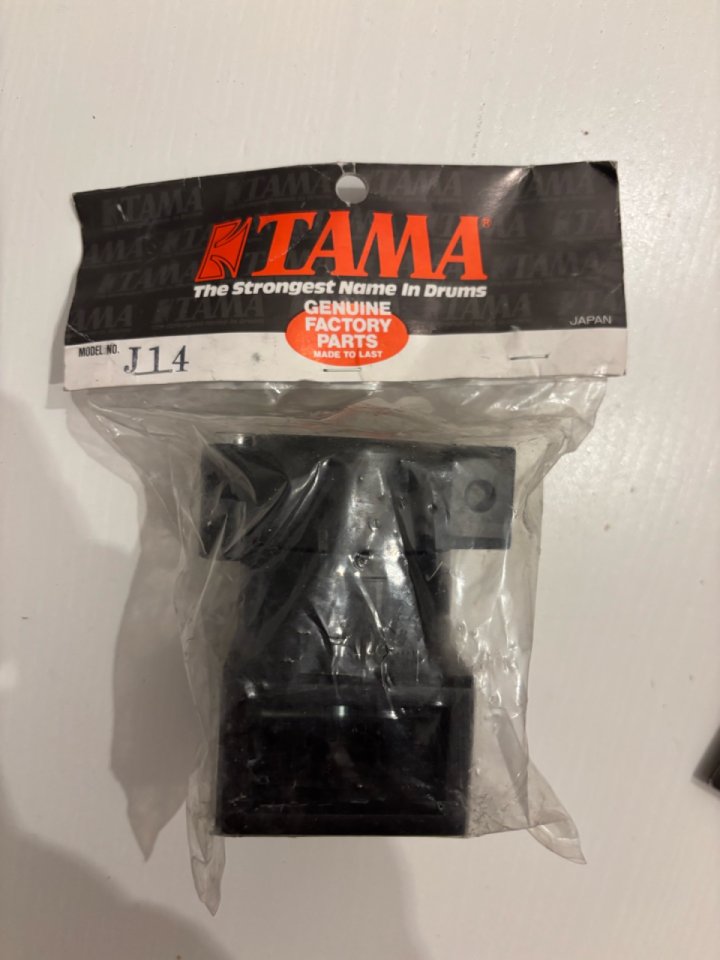 TAMA®
The Strongest Name In Drums
GENUINE
FACTORY
PARTS
MADE TO LAST
JAPAN
MODEL NO. J14